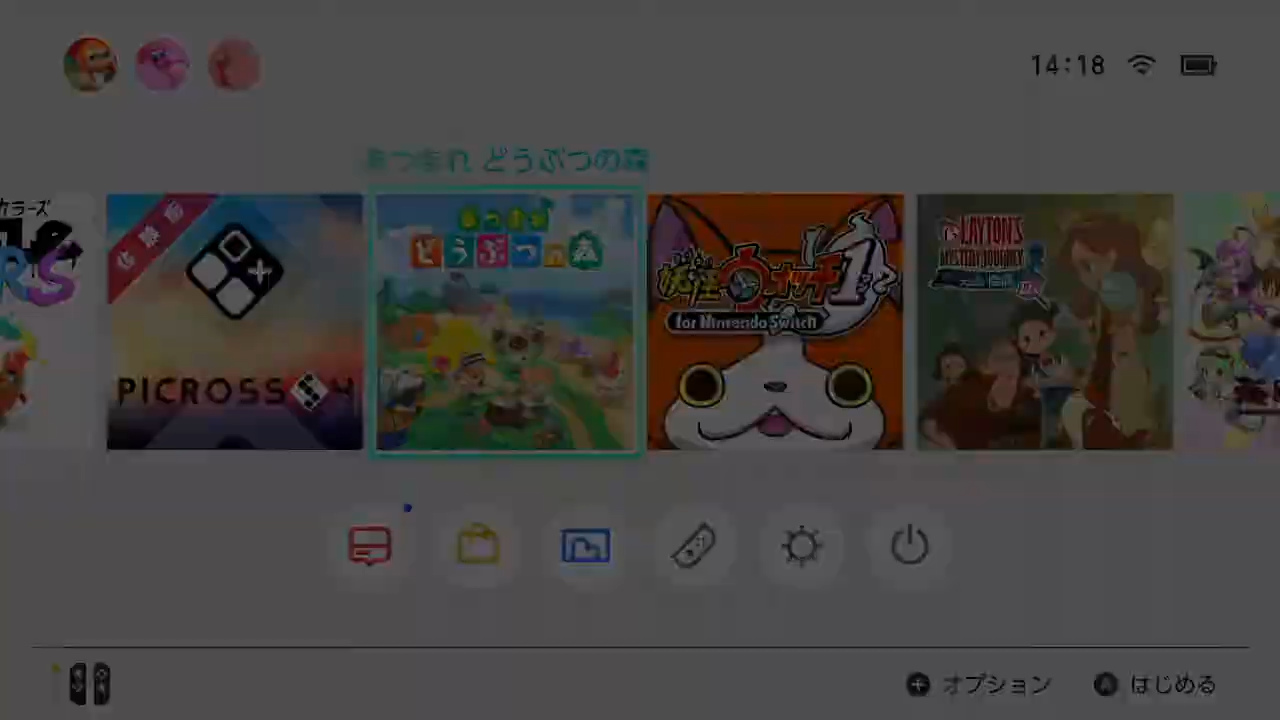 14:18
あつまれ どうぶつの森
カラーズ
体験版
PICROSS S4
あつまれ
どうぶつの森
妖怪ウォッチ1
for Nintendo Switch
LAYTON'S
MYSTERY JOURNEY
オプション
はじめる